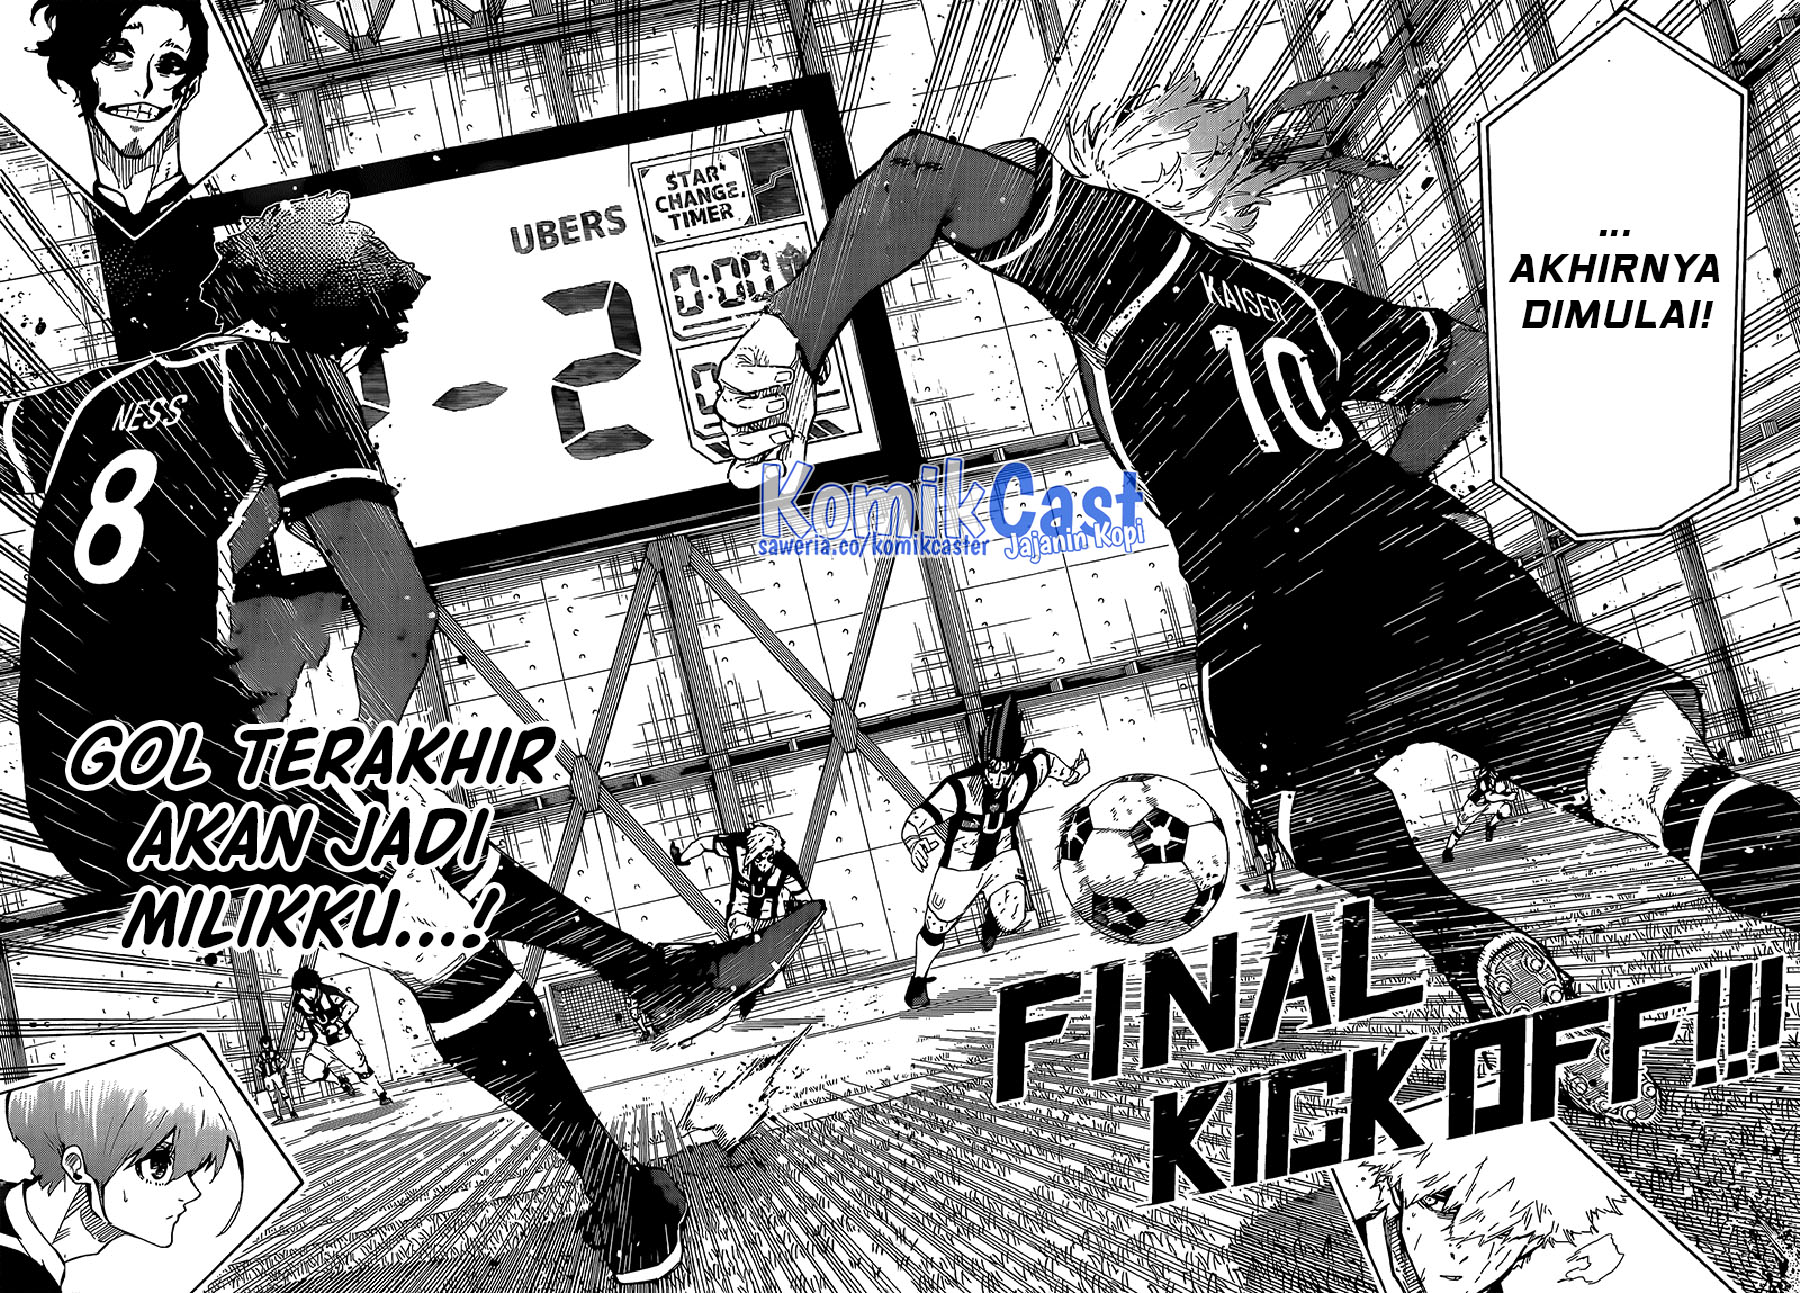 ...
AKHIRNYA
DIMULAI!
STAR
CHANGE
TIMER
UBERS
- 2
0:00
KAISER
10
NESS
8
KomikCast
saweria.co/komikcaster Jajanin Kopi
GOL TERAKHIR
AKAN JADI
MILIKKU....!
U
FINAL
KICK OFF!!!